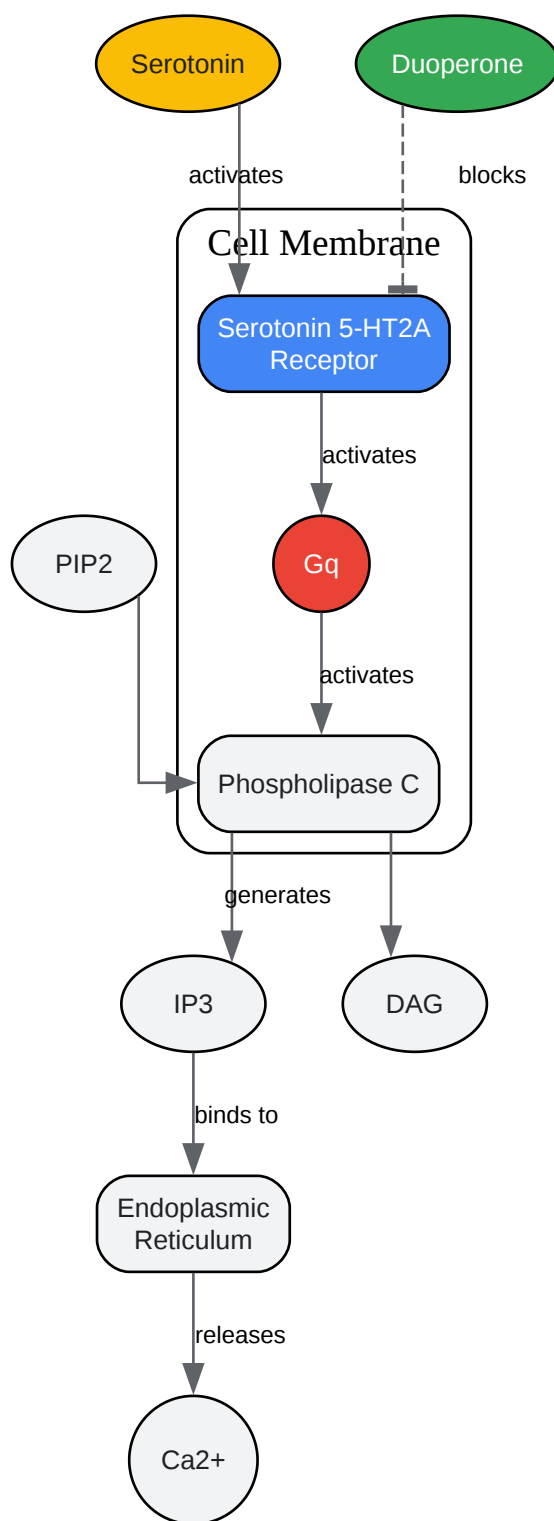 Serotonin
Duoperone
activates
blocks
Cell Membrane
Serotonin 5-HT2A
Receptor
activates
PIP2
Gq
activates
Phospholipase C
generates
IP3
DAG
binds to
Endoplasmic
Reticulum
releases
Ca2+